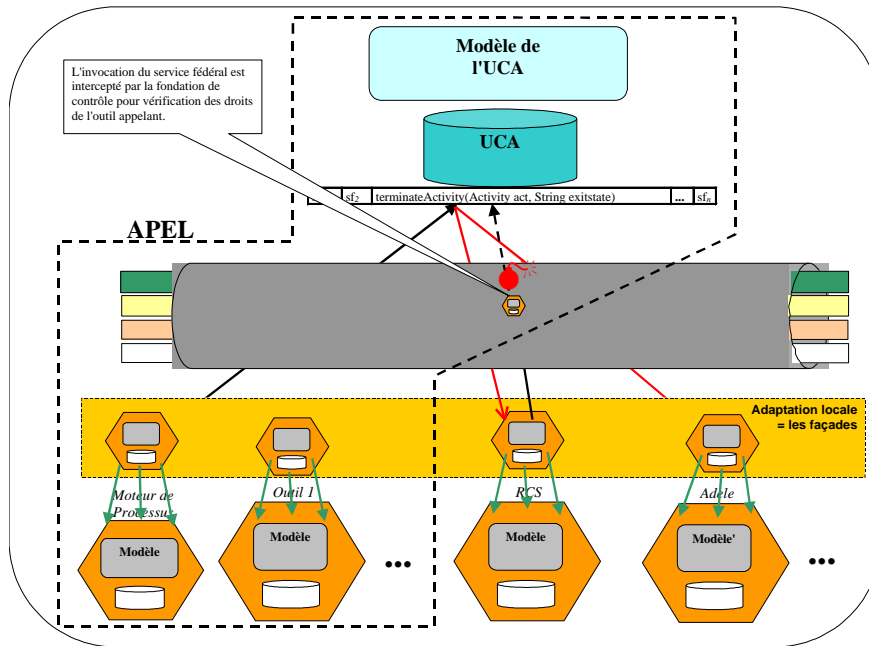 Modèle de
l'UCA
L'invocation du service fédéral est
intercepté par la fondation de
contrôle pour vérification des droits
de l'outil appelant.
UCA
sf2 terminateActivity(Activity act, String exitstate) ... sfn
APEL
Adaptation locale
= les façades
Moteur de
Processus
Outil 1
RCS
Adele
Modèle
Modèle
...
Modèle
Modèle'
...